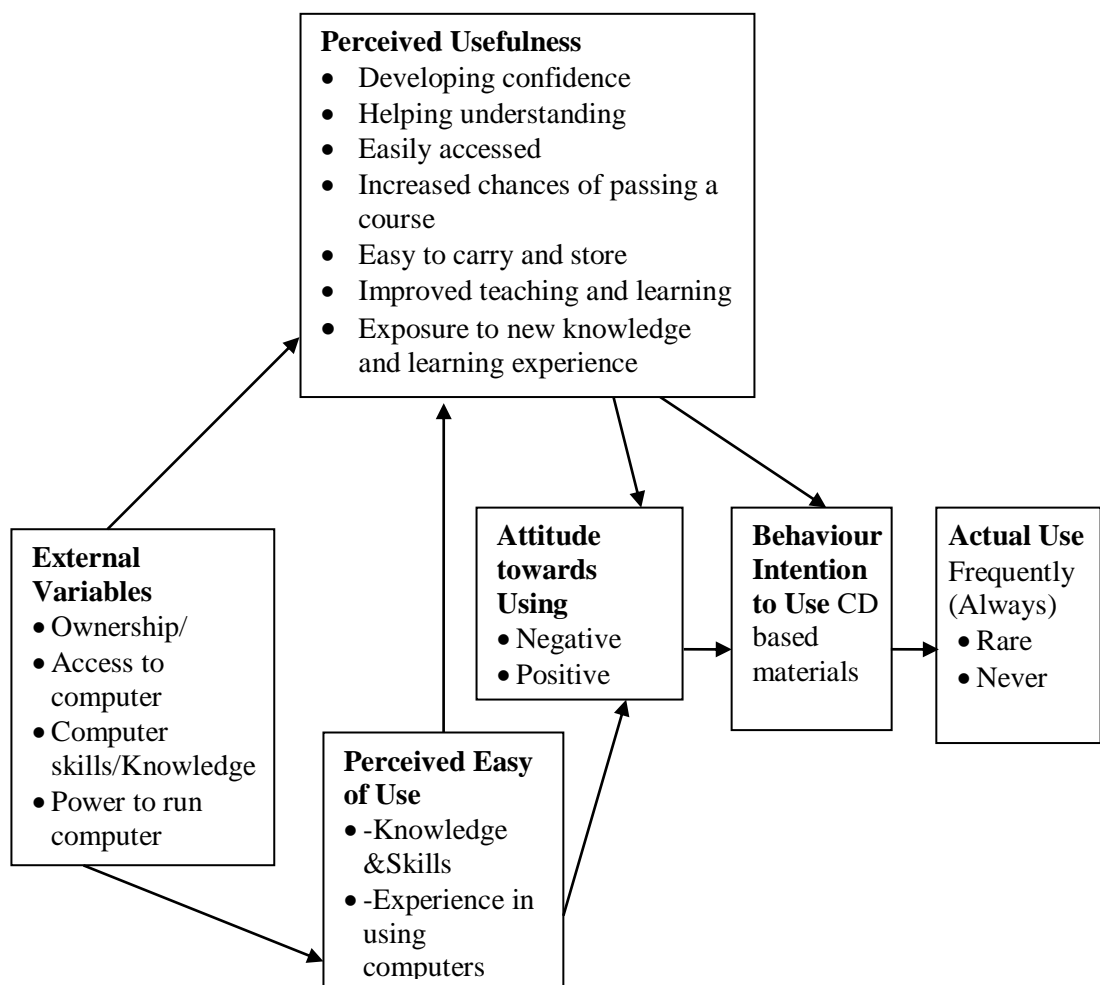 Perceived Usefulness
• Developing confidence
• Helping understanding
• Easily accessed
• Increased chances of passing a
course
• Easy to carry and store
• Improved teaching and learning
• Exposure to new knowledge
and learning experience
External
Variables
• Ownership/
• Access to
computer
• Computer
skills/Knowledge
• Power to run
computer
Perceived Easy
of Use
• -Knowledge
&Skills
• -Experience in
using
computers
Attitude
towards
Using
• Negative
• Positive
Behaviour
Intention
to Use CD
based
materials
Actual Use
Frequently
(Always)
• Rare
• Never